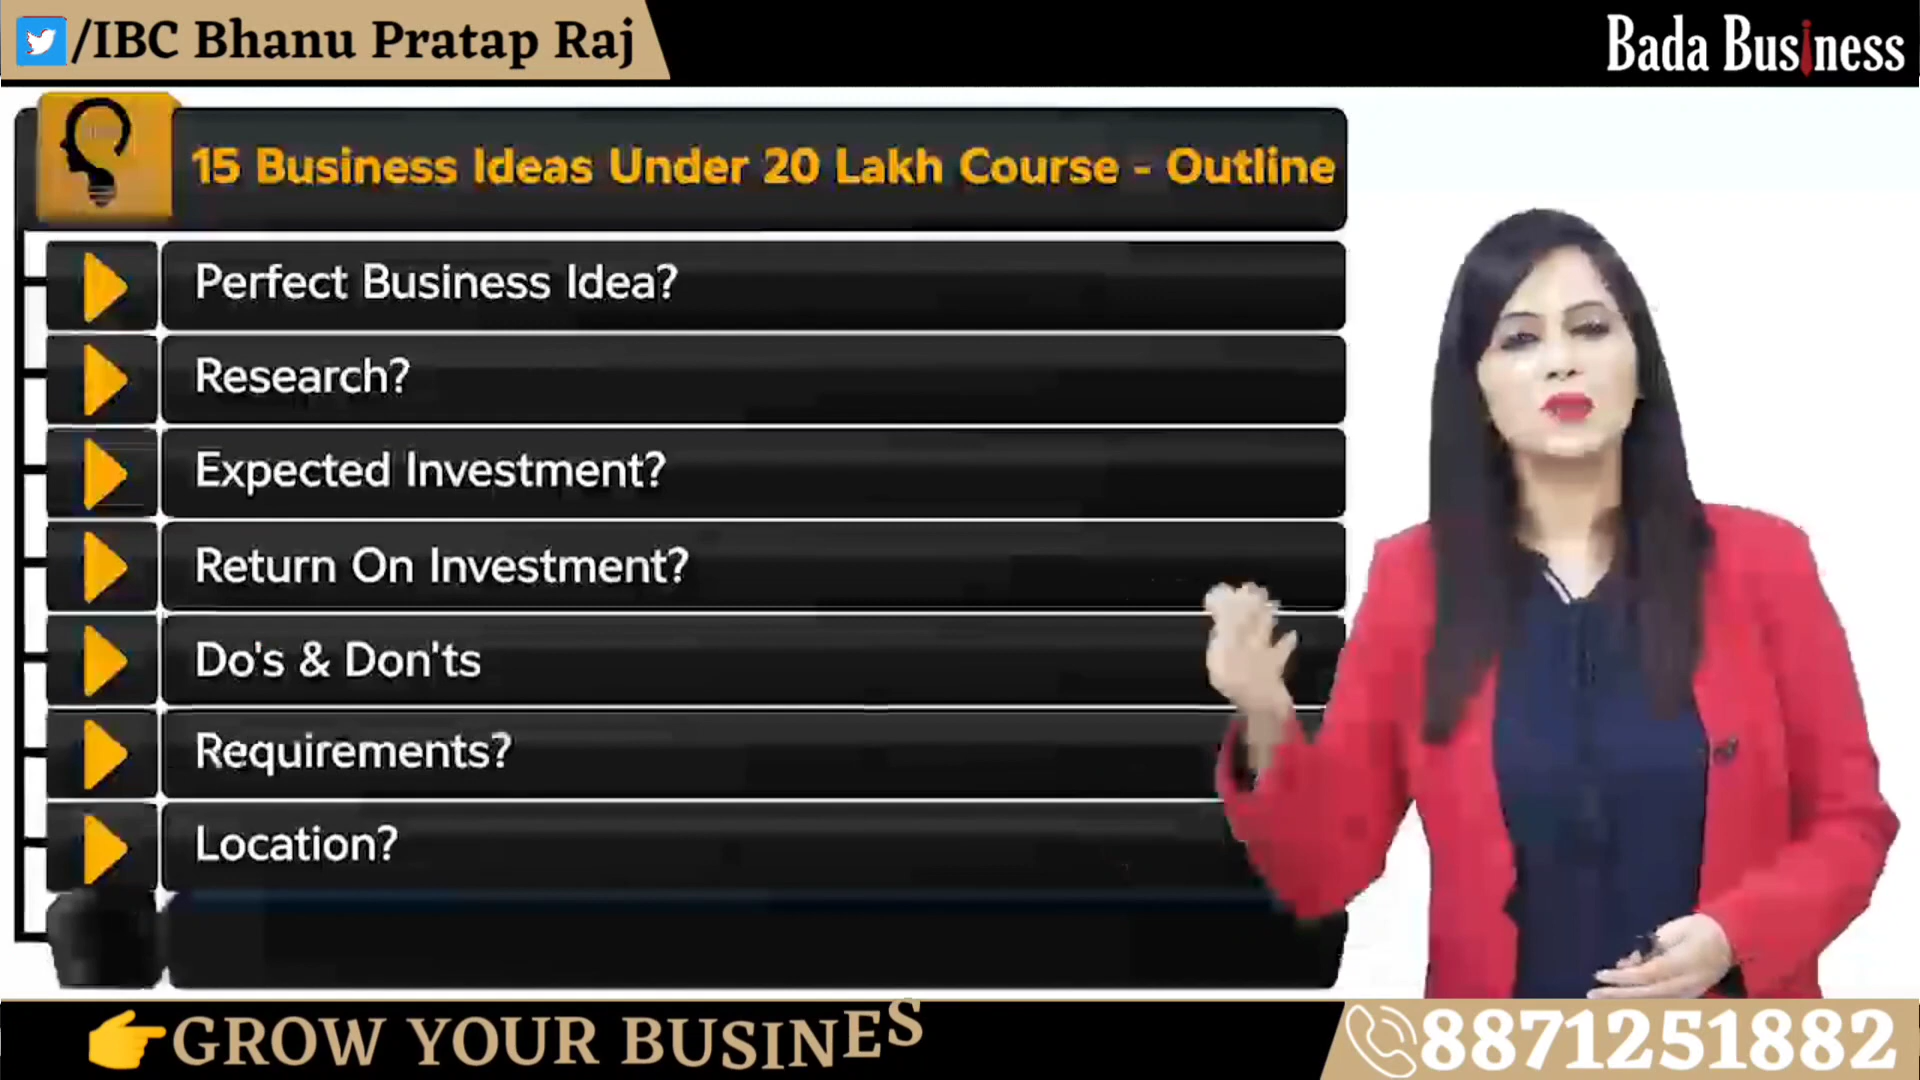 /IBC Bhanu Pratap Raj
Bada Business
15 Business Ideas Under 20 Lakh Course - Outline
Perfect Business Idea?
Research?
Expected Investment?
Return On Investment?
Do's & Don'ts
Requirements?
Location?
GROW YOUR BUSINES
8871251882